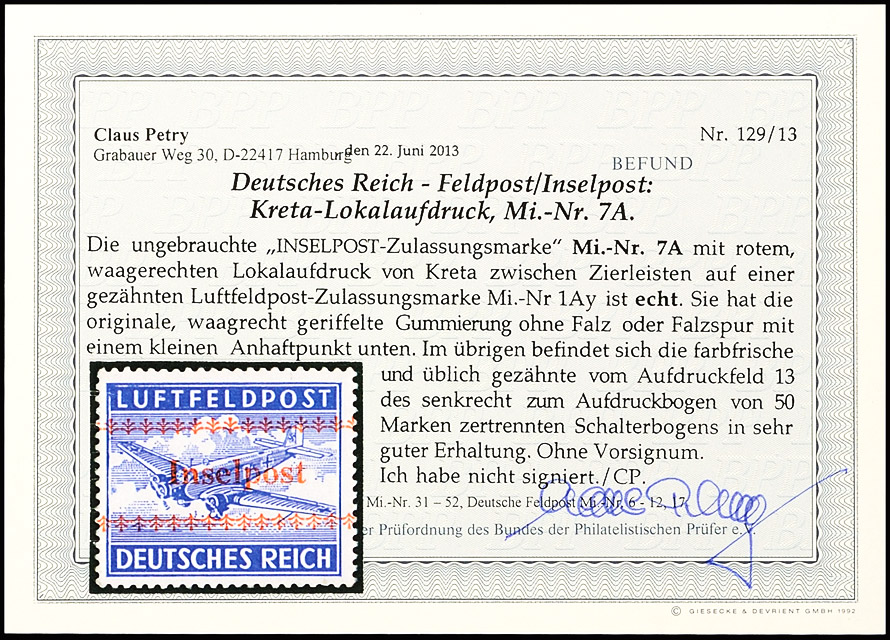 Claus Petry
Nr. 129/13
Grabauer Weg 30, D-22417 Hamburg
den 22. Juni 2013
BEFUND
Deutsches Reich - Feldpost/Inselpost:
Kreta-Lokalaufdruck, Mi.-Nr. 7A.
Die ungebrauchte „INSELPOST-Zulassungsmarke“ Mi.-Nr. 7A mit rotem,
waagerechten Lokalaufdruck von Kreta zwischen Zierleisten auf einer
gezähnten Luftfeldpost-Zulassungsmarke Mi.-Nr 1Ay ist echt. Sie hat die
originale, waagrecht geriffelte Gummierung ohne Falz oder Falzspur mit
einem kleinen Anhaftpunkt unten. Im übrigen befindet sich die farbfrische
und üblich gezähnte vom Aufdruckfeld 13
des senkrecht zum Aufdruckbogen von 50
Marken zertrennten Schalterbogens in sehr
guter Erhaltung. Ohne Vorsignum.
Ich habe nicht signiert./CP.
Mi.-Nr. 31 – 52, Deutsche Feldpost Mi.-Nr. 6 - 12, 17
er Prüfordnung des Bundes der Philatelistischen Prüfer e.V.
LUFTFELDPOST
Inselpost
DEUTSCHES REICH
© GIESECKE & DEVRIENT GMBH 1992